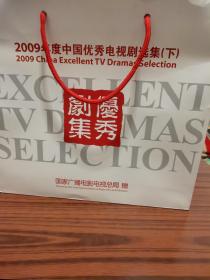 2009年度中国优秀电视剧选集(下)
2009 China Excellent TV Dramas Selection
EXCELLENT
TV DRAMAS
SELECTION
優秀
劇集
国家广播电影电视总局 赠